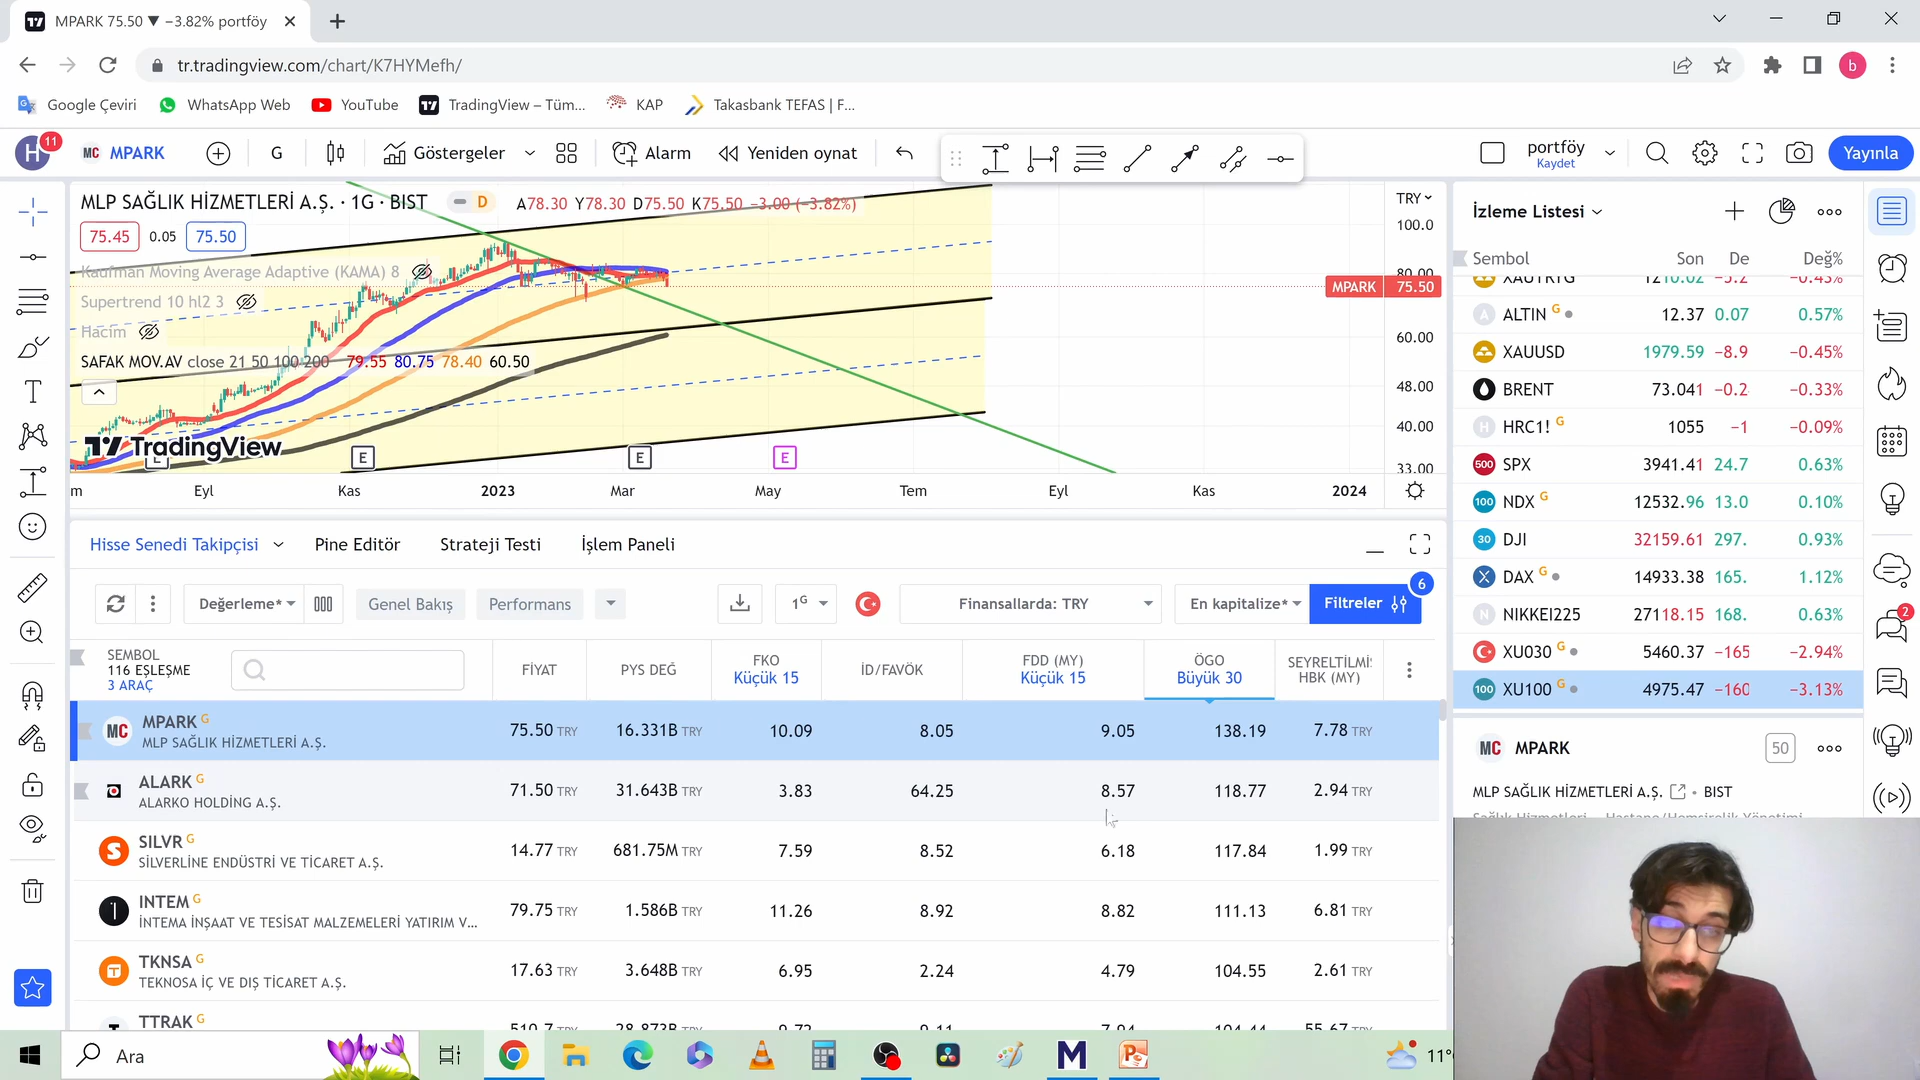 MPARK 75.50 ▼ −3.82% portföy
tr.tradingview.com/chart/K7HYMefh/
b
Google Çeviri
WhatsApp Web
YouTube
TradingView – Tüm...
KAP
Takasbank TEFAS | F...
H
11
MC MPARK
G
Göstergeler
Alarm
Yeniden oynat
portföy
Kaydet
Yayınla
MLP SAĞLIK HİZMETLERİ A.Ş. · 1G · BIST
D
A78.30 Y78.30 D75.50 K75.50 −3.00 (−3.82%)
75.45
0.05
75.50
Kaufman Moving Average Adaptive (KAMA) 8
Supertrend 10 hl2 3
Hacim
SAFAK MOV.AV close 21 50 100 200 79.55 80.75 78.40 60.50
TradingView
E
E
E
TRY
100.0
80.00
MPARK 75.50
60.00
48.00
40.00
33.00
Eyl
Kas
2023
Mar
May
Tem
Eyl
Kas
2024
Hisse Senedi Takipçisi
Pine Editör
Strateji Testi
İşlem Paneli
Değerleme*
Genel Bakış
Performans
1G
Finansallarda: TRY
En kapitalize*
Filtreler
6
SEMBOL
116 EŞLEŞME
3 ARAÇ
FİYAT
PYS DEĞ
FKO
Küçük 15
İD/FAVÖK
FDD (MY)
Küçük 15
ÖGO
Büyük 30
SEYRELTİLMİ
HBK (MY)
MC MPARK G
MLP SAĞLIK HİZMETLERİ A.Ş.
75.50 TRY 16.331B TRY 10.09 8.05 9.05 138.19 7.78 TRY
ALARK G
ALARKO HOLDİNG A.Ş.
71.50 TRY 31.643B TRY 3.83 64.25 8.57 118.77 2.94 TRY
SILVR G
SİLVERLİNE ENDÜSTRİ VE TİCARET A.Ş.
14.77 TRY 681.75M TRY 7.59 8.52 6.18 117.84 1.99 TRY
INTEM G
İNTEMA İNŞAAT VE TESİSAT MALZEMELERİ YATIRIM V...
79.75 TRY 1.586B TRY 11.26 8.92 8.82 111.13 6.81 TRY
TKNSA G
TEKNOSA İÇ VE DIŞ TİCARET A.Ş.
17.63 TRY 3.648B TRY 6.95 2.24 4.79 104.55 2.61 TRY
TTRAK G
İzleme Listesi
Sembol Son De Değ%
ALTIN G 12.37 0.07 0.57%
XAUUSD 1979.59 −8.9 −0.45%
BRENT 73.041 −0.2 −0.33%
HRC1! G 1055 −1 −0.09%
500 SPX 3941.41 24.7 0.63%
100 NDX G 12532.96 13.0 0.10%
30 DJI 32159.61 297. 0.93%
DAX G 14933.38 165. 1.12%
NIKKEI225 27118.15 168. 0.63%
XU030 G 5460.37 −165 −2.94%
100 XU100 G 4975.47 −160 −3.13%
MC MPARK
50
MLP SAĞLIK HİZMETLERİ A.Ş. • BIST
2
Ara
11°